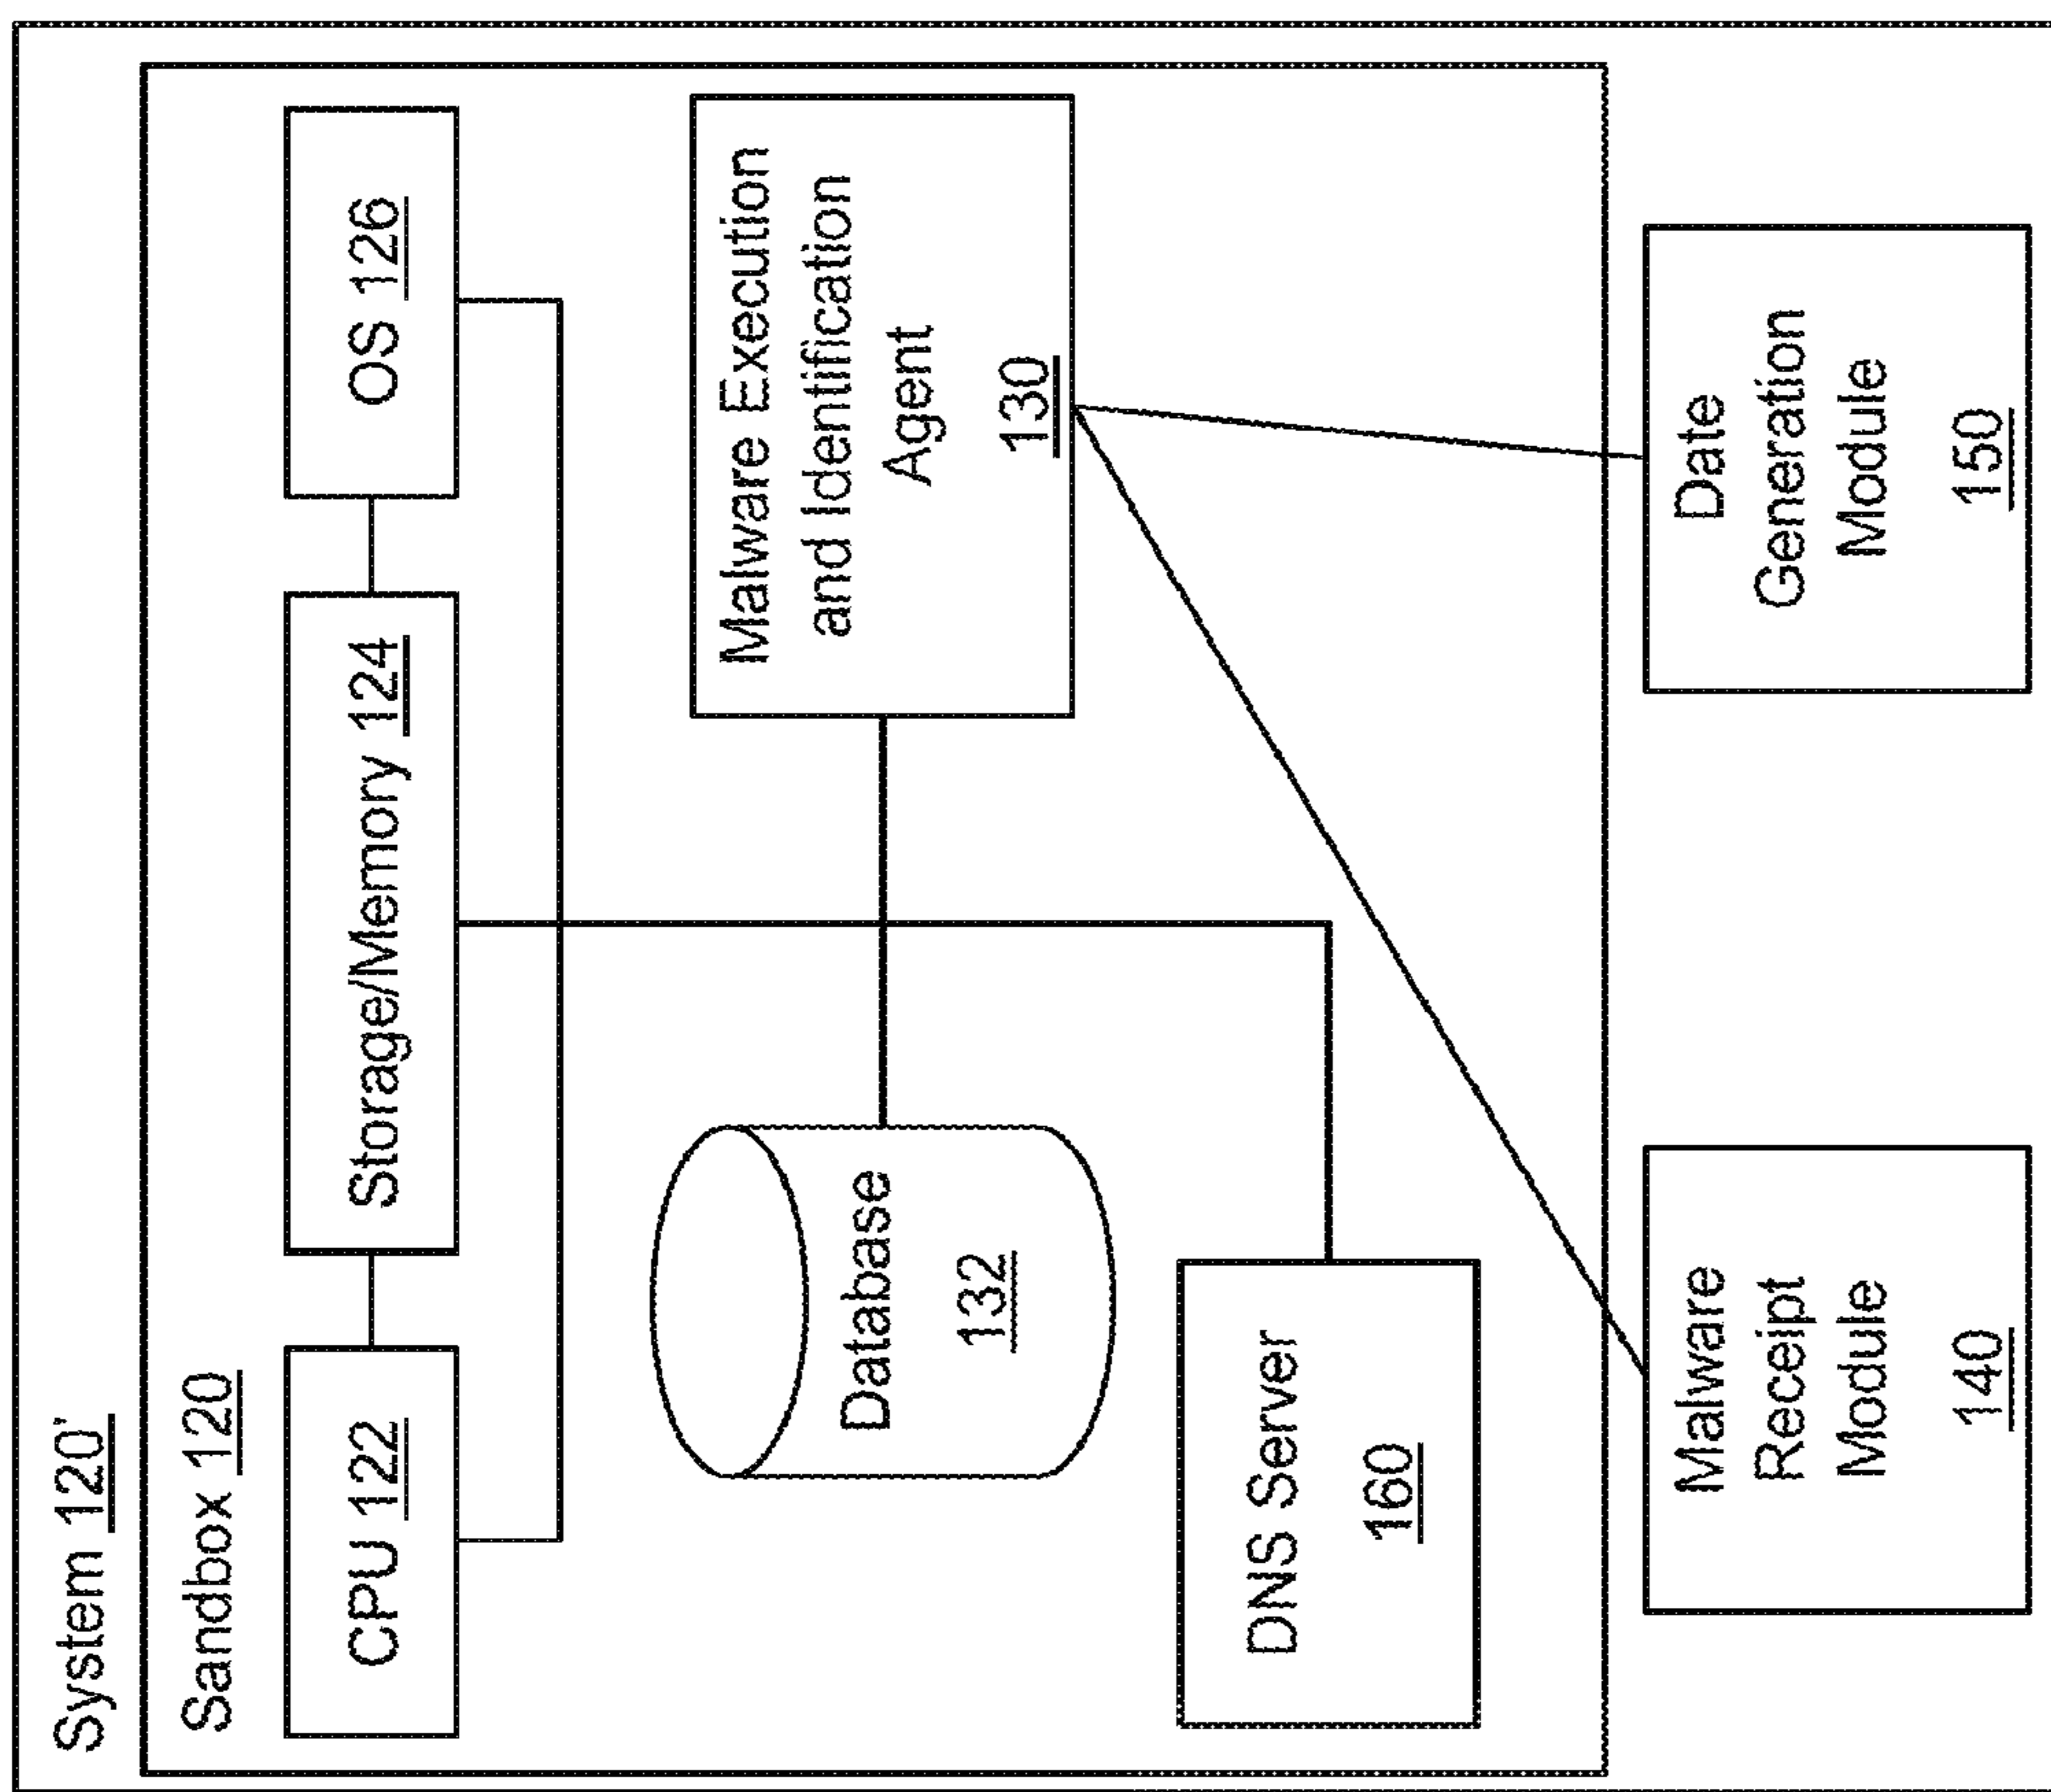 System 120'
Sandbox 120
CPU 122
Storage/Memory 124
OS 126
Database
132
Malware Execution
and Identification
Agent
130
DNS Server
160
Malware
Receipt
Module
140
Date
Generation
Module
150